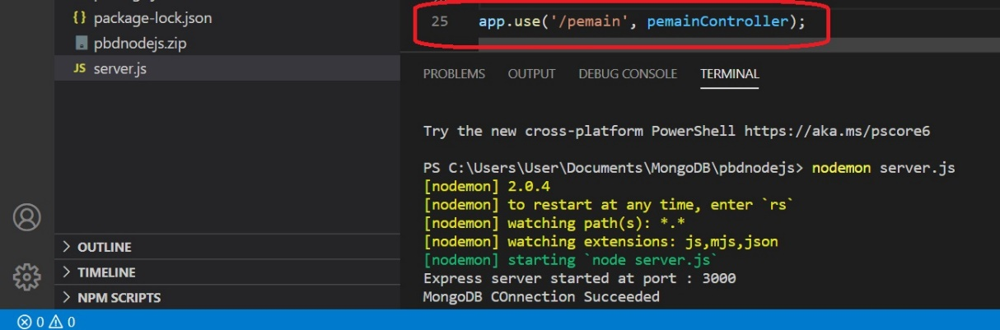 {} package-lock.json
pbdnodejs.zip
JS server.js
25 app.use('/pemain', pemainController);
PROBLEMS OUTPUT DEBUG CONSOLE TERMINAL
Try the new cross-platform PowerShell https://aka.ms/pscore6
PS C:\Users\User\Documents\MongoDB\pbdnodejs> nodemon server.js
[nodemon] 2.0.4
[nodemon] to restart at any time, enter `rs`
[nodemon] watching path(s): *.*
[nodemon] watching extensions: js,mjs,json
[nodemon] starting `node server.js`
Express server started at port : 3000
MongoDB COnnection Succeeded
> OUTLINE
> TIMELINE
> NPM SCRIPTS
0 0